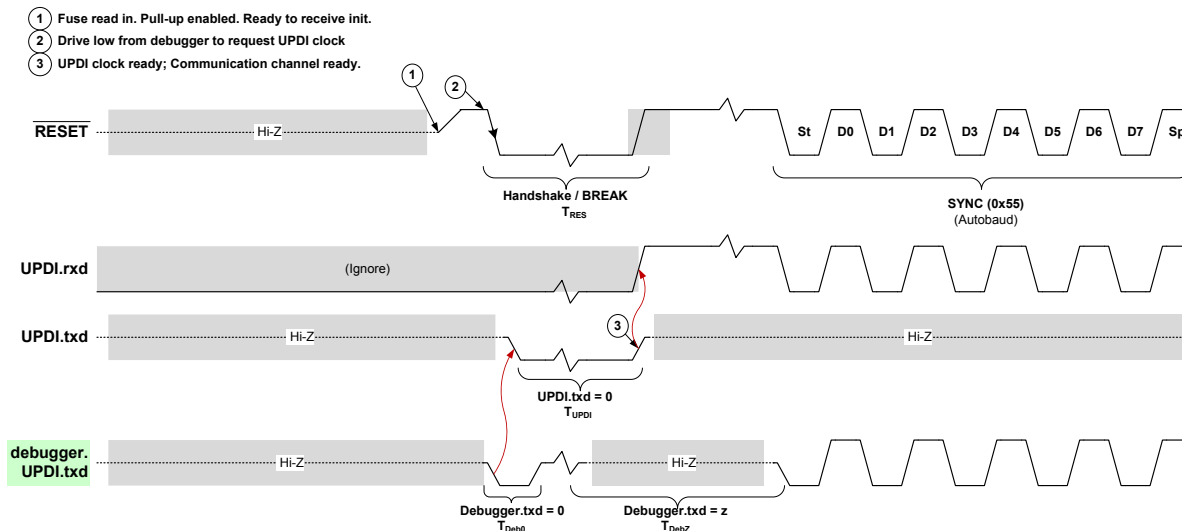 1 Fuse read in. Pull-up enabled. Ready to receive init.
2 Drive low from debugger to request UPDI clock
3 UPDI clock ready; Communication channel ready.
1
2
RESET
Hi-Z
St D0 D1 D2 D3 D4 D5 D6 D7 Sp
Handshake / BREAK
TRES
SYNC (0x55)
(Autobaud)
UPDI.rxd
(Ignore)
UPDI.txd
Hi-Z
3
Hi-Z
UPDI.txd = 0
TUPDI
debugger.
UPDI.txd
Hi-Z
Hi-Z
Debugger.txd = 0
TDeb0
Debugger.txd = z
TDebZ